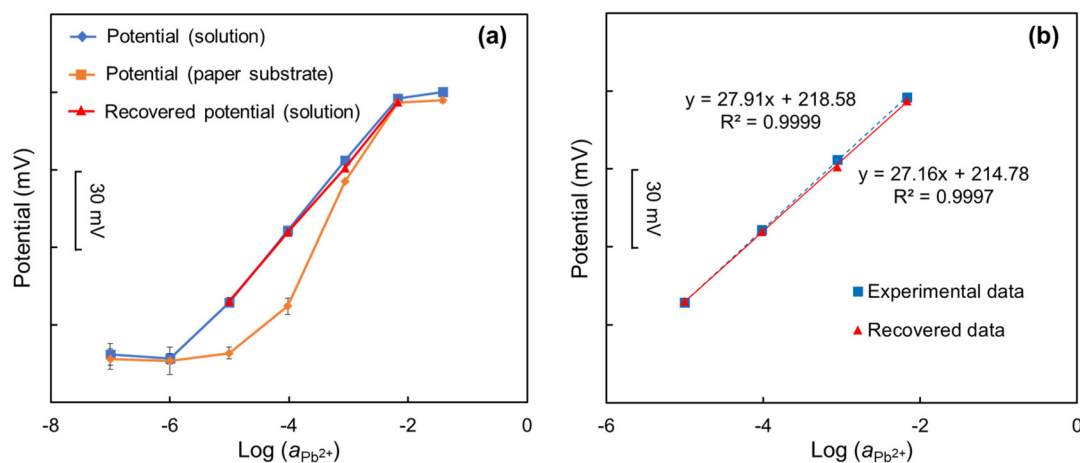 (a)
Potential (solution)
Potential (paper substrate)
Recovered potential (solution)
Potential (mV)
30 mV
-8
-6
-4
-2
0
Log (aPb²⁺)
(b)
y = 27.91x + 218.58
R² = 0.9999
y = 27.16x + 214.78
R² = 0.9997
Potential (mV)
30 mV
Experimental data
Recovered data
-6
-4
-2
0
Log (aPb²⁺)